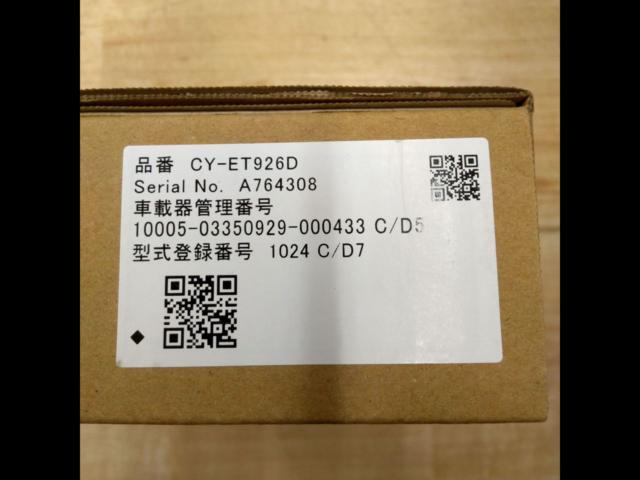 品番 CY-ET926D
Serial No. A764308
車載器管理番号
10005-03350929-000433 C/D5
型式登録番号 1024 C/D7